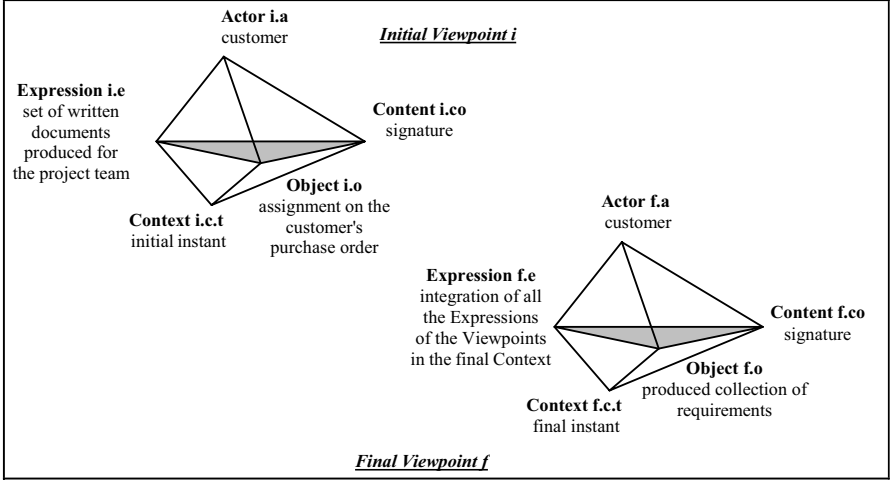 Actor i.a
customer
Initial Viewpoint i
Expression i.e
set of written
documents
produced for
the project team
Content i.co
signature
Object i.o
assignment on the
customer's
purchase order
Context i.c.t
initial instant
Actor f.a
customer
Expression f.e
integration of all
the Expressions
of the Viewpoints
in the final Context
Content f.co
signature
Object f.o
produced collection of
requirements
Context f.c.t
final instant
Final Viewpoint f